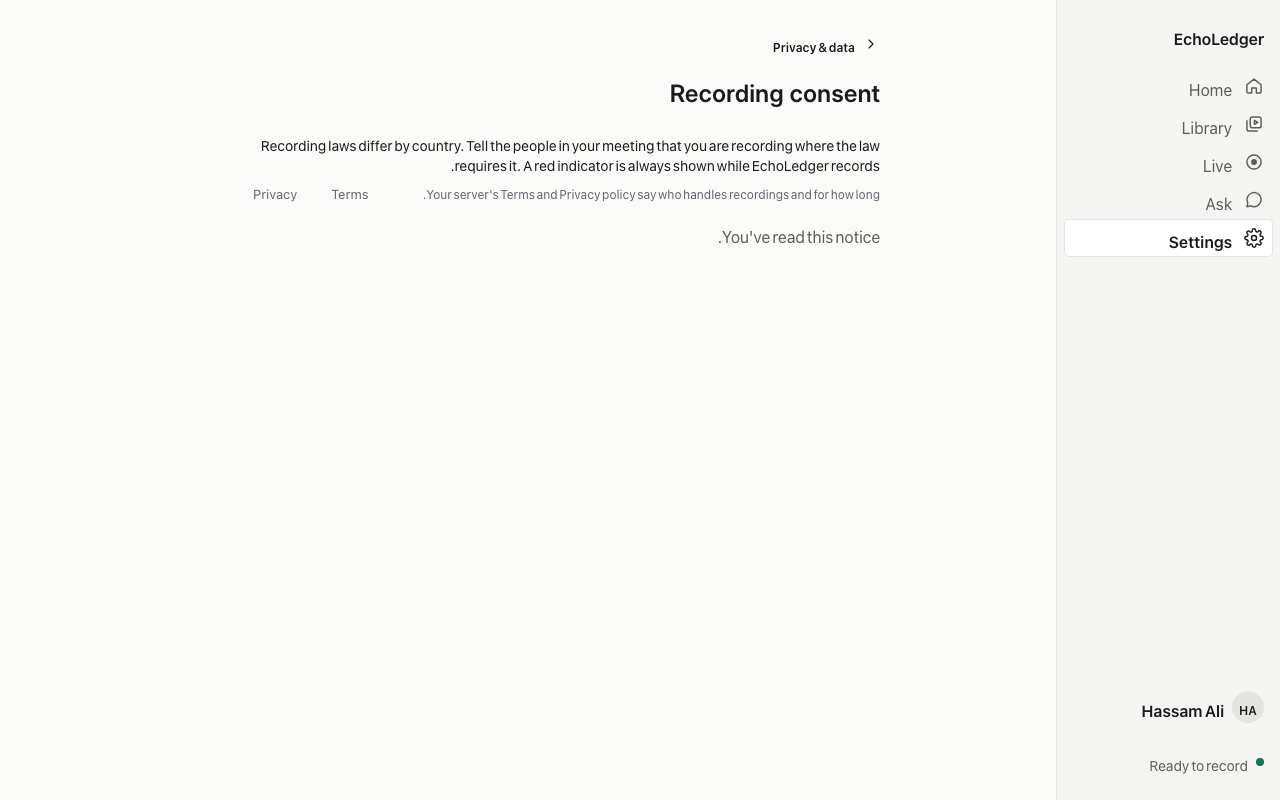 EchoLedger
Home
Library
Live
Ask
Settings
Hassam Ali
HA
Ready to record
Privacy & data
Recording consent
Recording laws differ by country. Tell the people in your meeting that you are recording where the law
.requires it. A red indicator is always shown while EchoLedger records
.Your server's Terms and Privacy policy say who handles recordings and for how long
Terms
Privacy
.You've read this notice